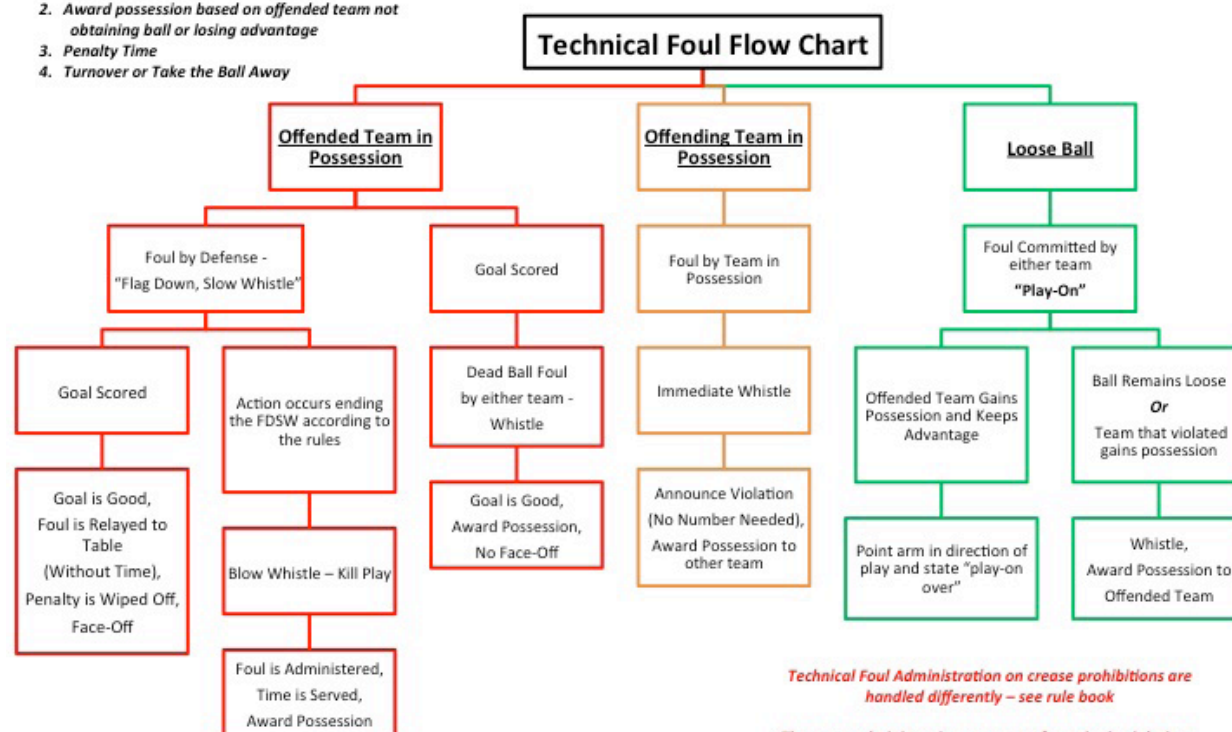 2. Award possession based on offended team not
obtaining ball or losing advantage
3. Penalty Time
4. Turnover or Take the Ball Away
Technical Foul Flow Chart
Offended Team in
Possession
Offending Team in
Possession
Loose Ball
Foul by Defense -
“Flag Down, Slow Whistle”
Goal Scored
Foul by Team in
Possession
Foul Committed by
either team
“Play-On”
Goal Scored
Action occurs ending
the FDSW according to
the rules
Dead Ball Foul
by either team -
Whistle
Immediate Whistle
Offended Team Gains
Possession and Keeps
Advantage
Ball Remains Loose
Or
Team that violated
gains possession
Goal is Good,
Foul is Relayed to
Table
(Without Time),
Penalty is Wiped Off,
Face-Off
Blow Whistle – Kill Play
Goal is Good,
Award Possession,
No Face-Off
Announce Violation
(No Number Needed),
Award Possession to
other team
Point arm in direction of
play and state “play-on
over”
Whistle,
Award Possession to
Offended Team
Foul is Administered,
Time is Served,
Award Possession
Technical Foul Administration on crease prohibitions are
handled differently – see rule book